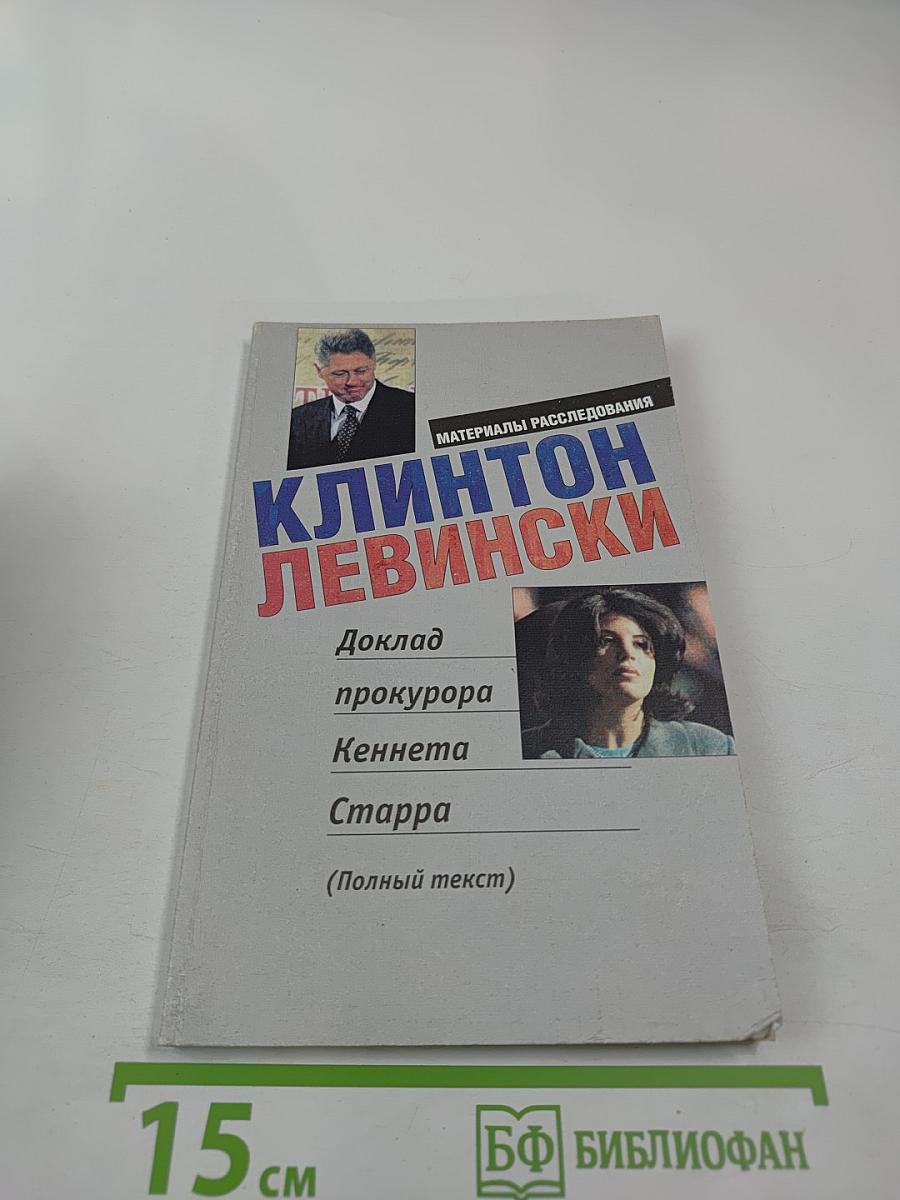 МАТЕРИАЛЫ РАССЛЕДОВАНИЯ
КЛИНТОН
ЛЕВИНСКИ
Доклад
прокурора
Кеннета
Старра
(Полный текст)
15 см
БФ БИБЛИОФАН